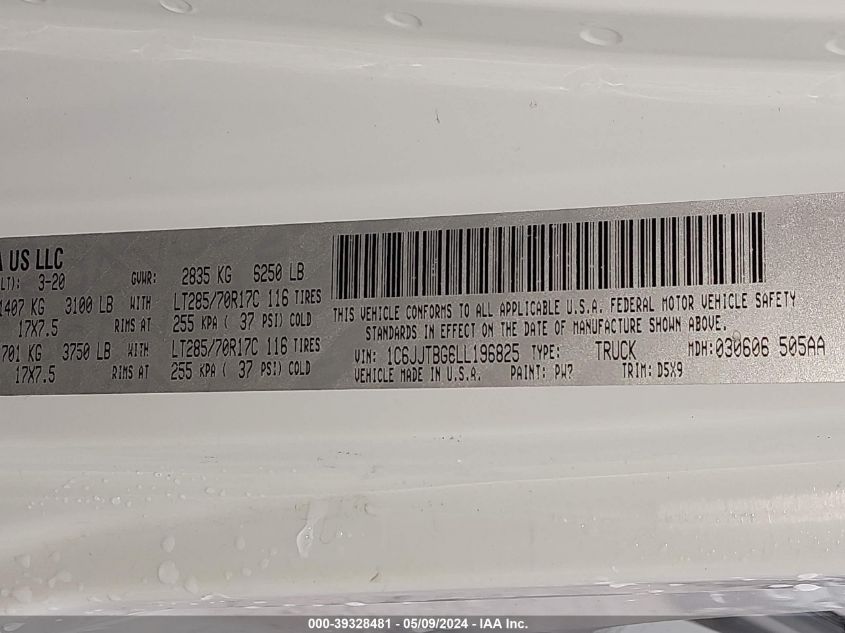 A US LLC
LT): 3-20 GVWR: 2835 KG 6250 LB
1407 KG 3100 LB WITH LT285/70R17C 116 TIRES
17X7.5 RIMS AT 255 KPA ( 37 PSI) COLD
701 KG 3750 LB WITH LT285/70R17C 116 TIRES
17X7.5 RIMS AT 255 KPA ( 37 PSI) COLD
THIS VEHICLE CONFORMS TO ALL APPLICABLE U.S.A. FEDERAL MOTOR VEHICLE SAFETY
STANDARDS IN EFFECT ON THE DATE OF MANUFACTURE SHOWN ABOVE.
VIN: 1C6JJTBG6LL196825 TYPE: TRUCK MDH:030606 505AA
VEHICLE MADE IN U.S.A. PAINT: PW7 TRIM: D5X9
000-39328481 - 05/09/2024 - IAA Inc.